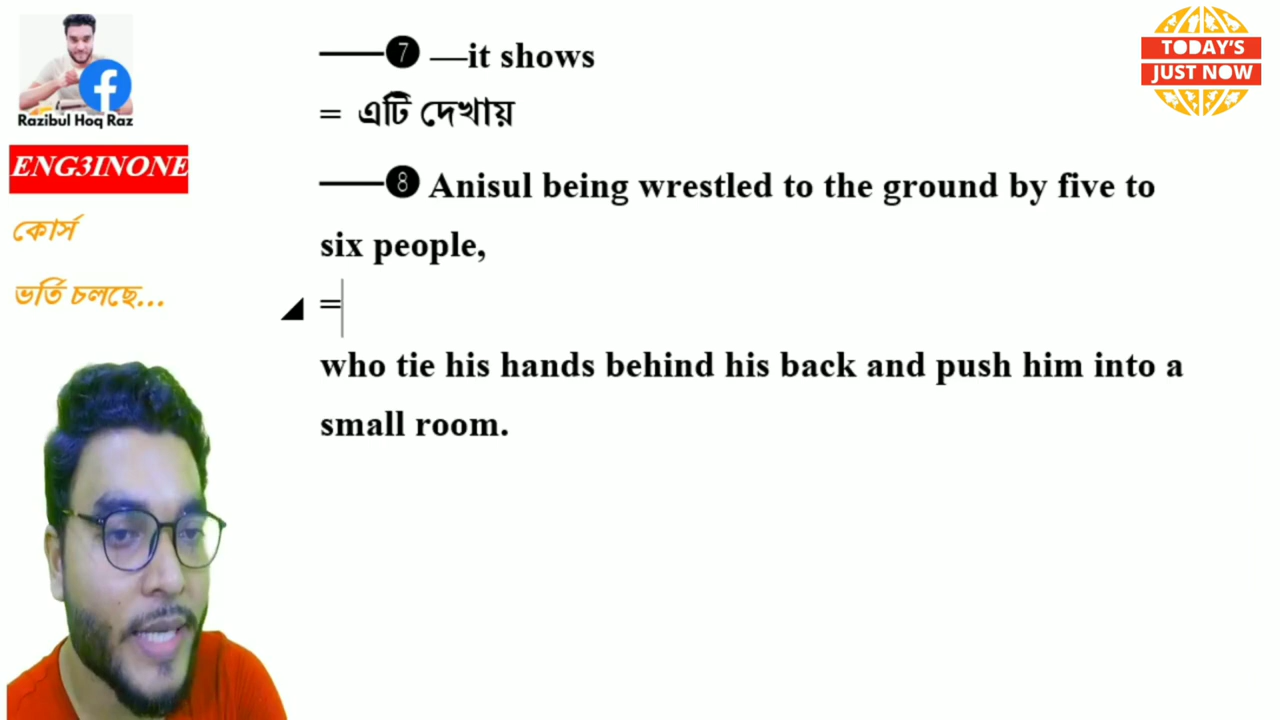 Razibul Hoq Raz
ENG3INONE
কোর্স
ভর্তি চলছে...
TODAY'S
JUST NOW
7 —it shows
= এটি দেখায়
8 Anisul being wrestled to the ground by five to
six people,
=
who tie his hands behind his back and push him into a
small room.